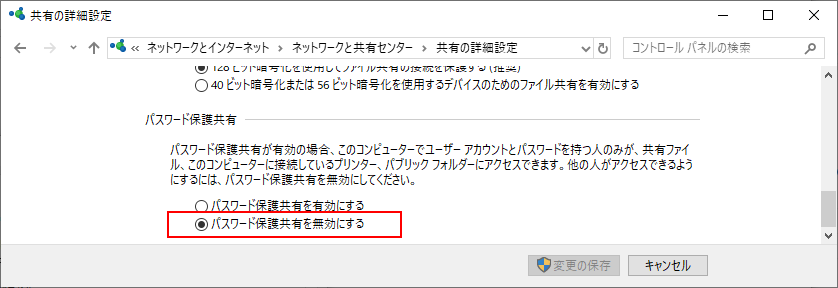 共有の詳細設定
« ネットワークとインターネット > ネットワークと共有センター > 共有の詳細設定
コントロール パネルの検索
128 ビット暗号化を使用してファイル共有の接続を保護する (推奨)
40 ビット暗号化または 56 ビット暗号化を使用するデバイスのためのファイル共有を有効にする
パスワード保護共有
パスワード保護共有が有効の場合、このコンピューターでユーザー アカウントとパスワードを持つ人のみが、共有ファイ
ル、このコンピューターに接続しているプリンター、パブリック フォルダーにアクセスできます。他の人がアクセスできるよう
にするには、パスワード保護共有を無効にしてください。
パスワード保護共有を有効にする
パスワード保護共有を無効にする
変更の保存
キャンセル